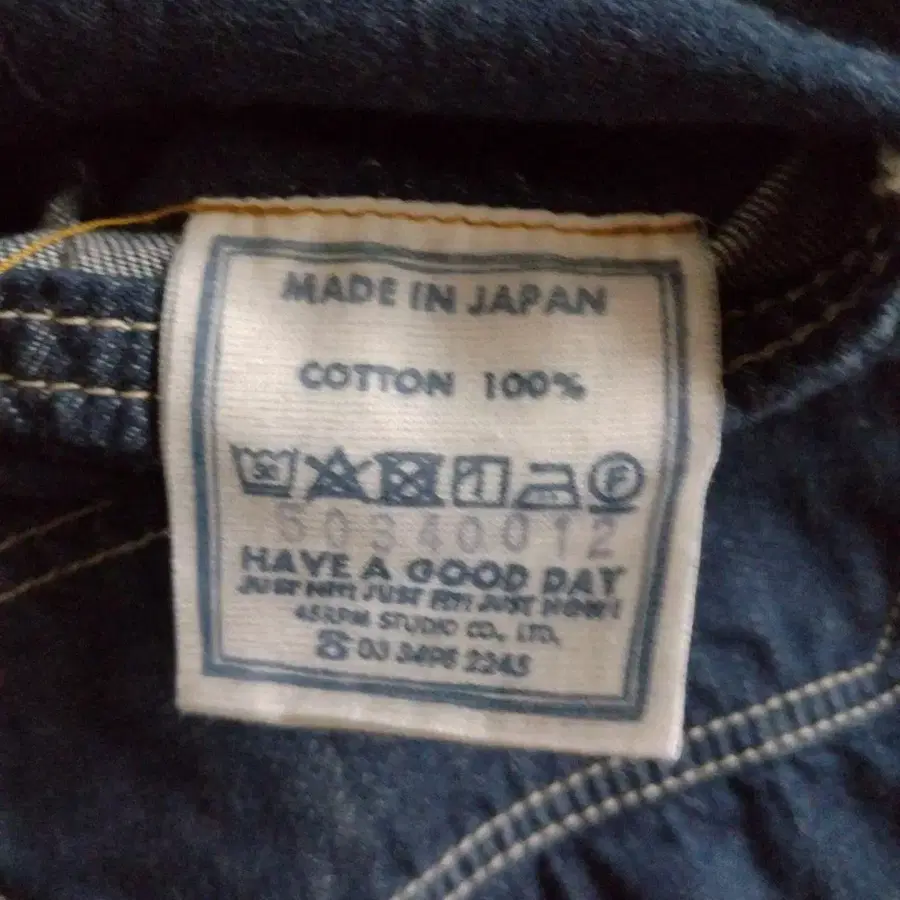 MADE IN JAPAN
COTTON 100%
F
50340012
HAVE A GOOD DAY
JUST HIT! JUST FIT! JUST NOW!
45RPM STUDIO CO., LTD.
☎ 03 3498 2345